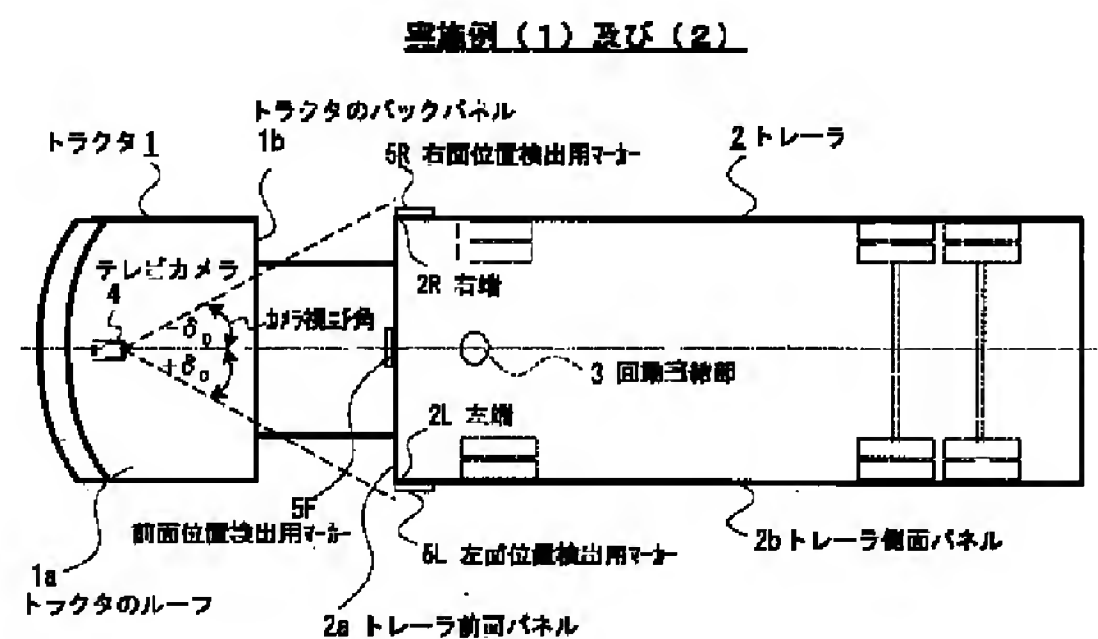 実施例（1）及び（2）
トラクタのバックパネル
1b
トラクタ 1
5R 右面位置検出用マーカー
2 トレーラ
テレビカメラ
4
2R 右端
カメラ視野角
−δ₀
+δ₀
3 回動連結部
2L 左端
5F
前面位置検出用マーカー
5L 左面位置検出用マーカー
2b トレーラ側面パネル
1a
トラクタのルーフ
2a トレーラ前面パネル